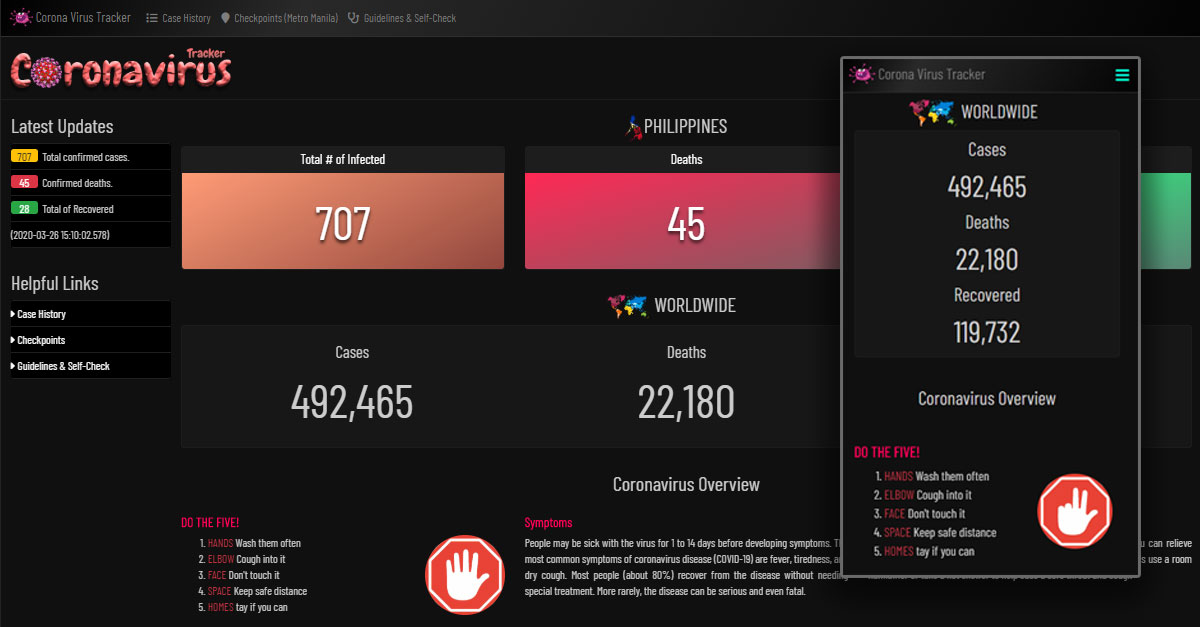 Corona Virus Tracker
Case History
Checkpoints (Metro Manila)
Guidelines & Self-Check
Tracker
Coronavirus
Latest Updates
707 Total confirmed cases.
45 Confirmed deaths.
28 Total of Recovered
(2020-03-26 15:10:02.578)
Helpful Links
Case History
Checkpoints
Guidelines & Self-Check
PHILIPPINES
Total # of Infected
707
Deaths
45
WORLDWIDE
Cases
492,465
Deaths
22,180
Coronavirus Overview
DO THE FIVE!
1. HANDS Wash them often
2. ELBOW Cough into it
3. FACE Don't touch it
4. SPACE Keep safe distance
5. HOMES tay if you can
Symptoms
People may be sick with the virus for 1 to 14 days before developing symptoms.
most common symptoms of coronavirus disease (COVID-19) are fever, tiredness,
dry cough. Most people (about 80%) recover from the disease without needing
special treatment. More rarely, the disease can be serious and even fatal.
can relieve
use a room
Corona Virus Tracker
WORLDWIDE
Cases
492,465
Deaths
22,180
Recovered
119,732
Coronavirus Overview
DO THE FIVE!
1. HANDS Wash them often
2. ELBOW Cough into it
3. FACE Don't touch it
4. SPACE Keep safe distance
5. HOMES tay if you can